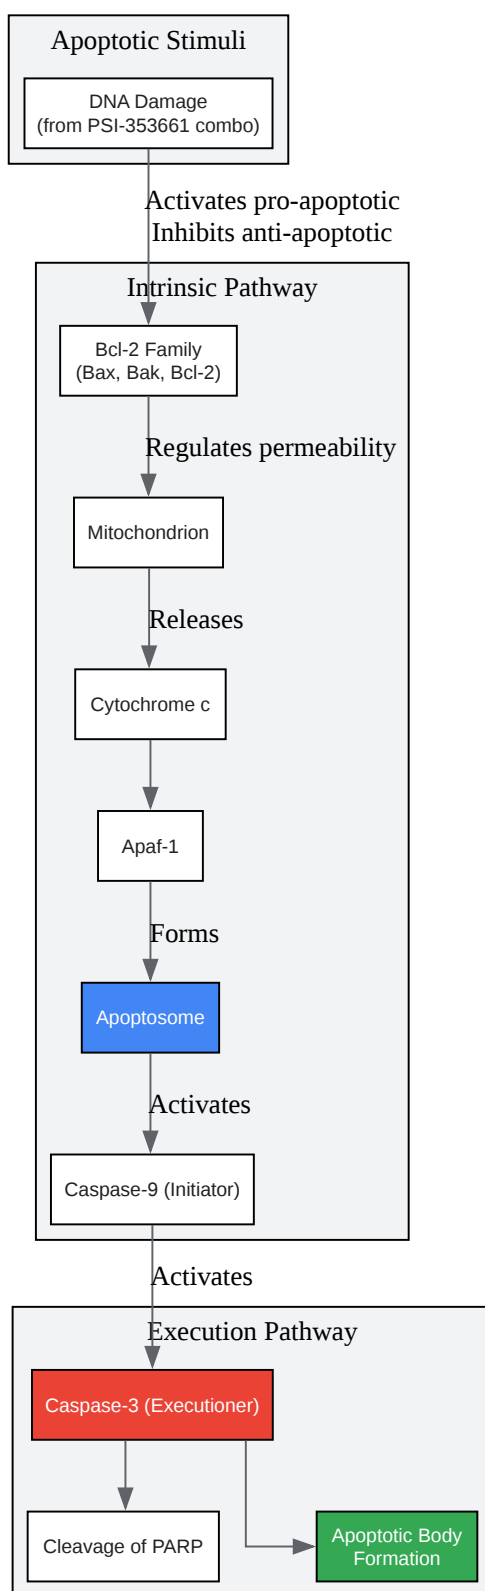 Apoptotic Stimuli
DNA Damage
(from PSI-353661 combo)
Activates pro-apoptotic
Inhibits anti-apoptotic
Intrinsic Pathway
Bcl-2 Family
(Bax, Bak, Bcl-2)
Regulates permeability
Mitochondrion
Releases
Cytochrome c
Apaf-1
Forms
Apoptosome
Activates
Caspase-9 (Initiator)
Activates
Execution Pathway
Caspase-3 (Executioner)
Cleavage of PARP
Apoptotic Body
Formation